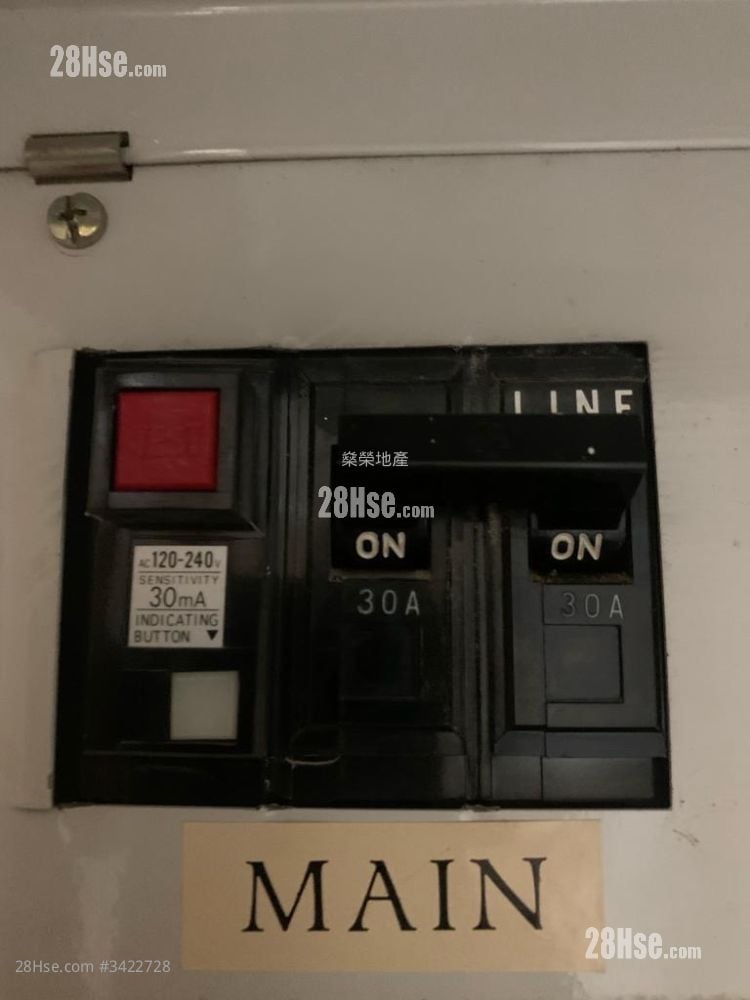 28Hse.com
LINE
燊榮地產
28Hse.com
ON
ON
30A
30A
AC 120-240V
SENSITIVITY
30mA
INDICATING
BUTTON ▼
MAIN
28Hse.com
28Hse.com #3422728